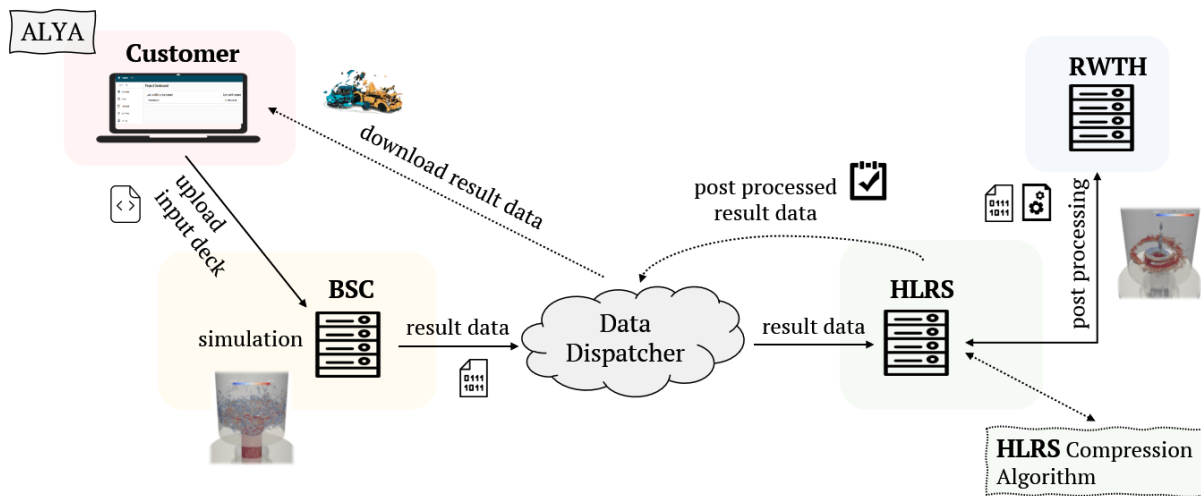 ALYA
Customer
RWTH
download result data
upload
input deck
post processed
result data
0111
1011
post processing
BSC
HLRS
simulation
result data
Data
Dispatcher
result data
0111
1011
HLRS Compression
Algorithm